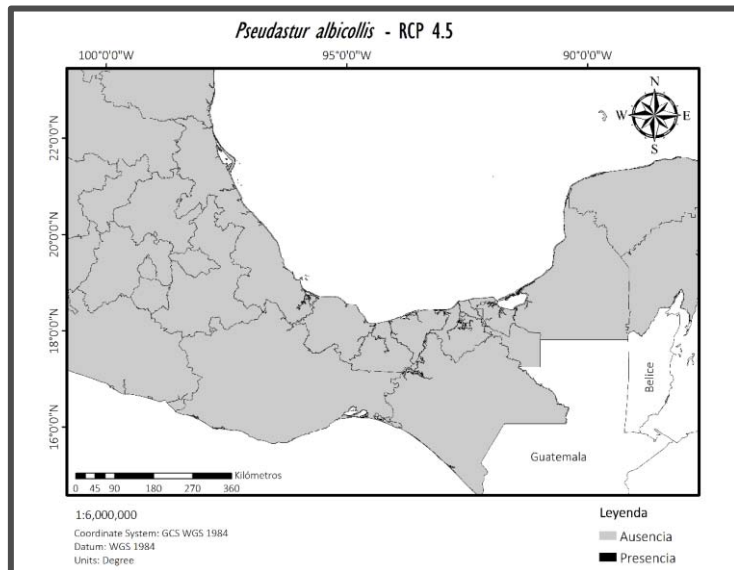 Pseudastur albicollis - RCP 4.5
100°0'0"W 95°0'0"W 90°0'0"W
N
W E
S
22°0'0"N
20°0'0"N
18°0'0"N
16°0'0"N
Belice
Guatemala
Kilómetros
0 45 90 180 270 360
1:6,000,000
Coordinate System: GCS WGS 1984
Datum: WGS 1984
Units: Degree
Leyenda
Ausencia
Presencia